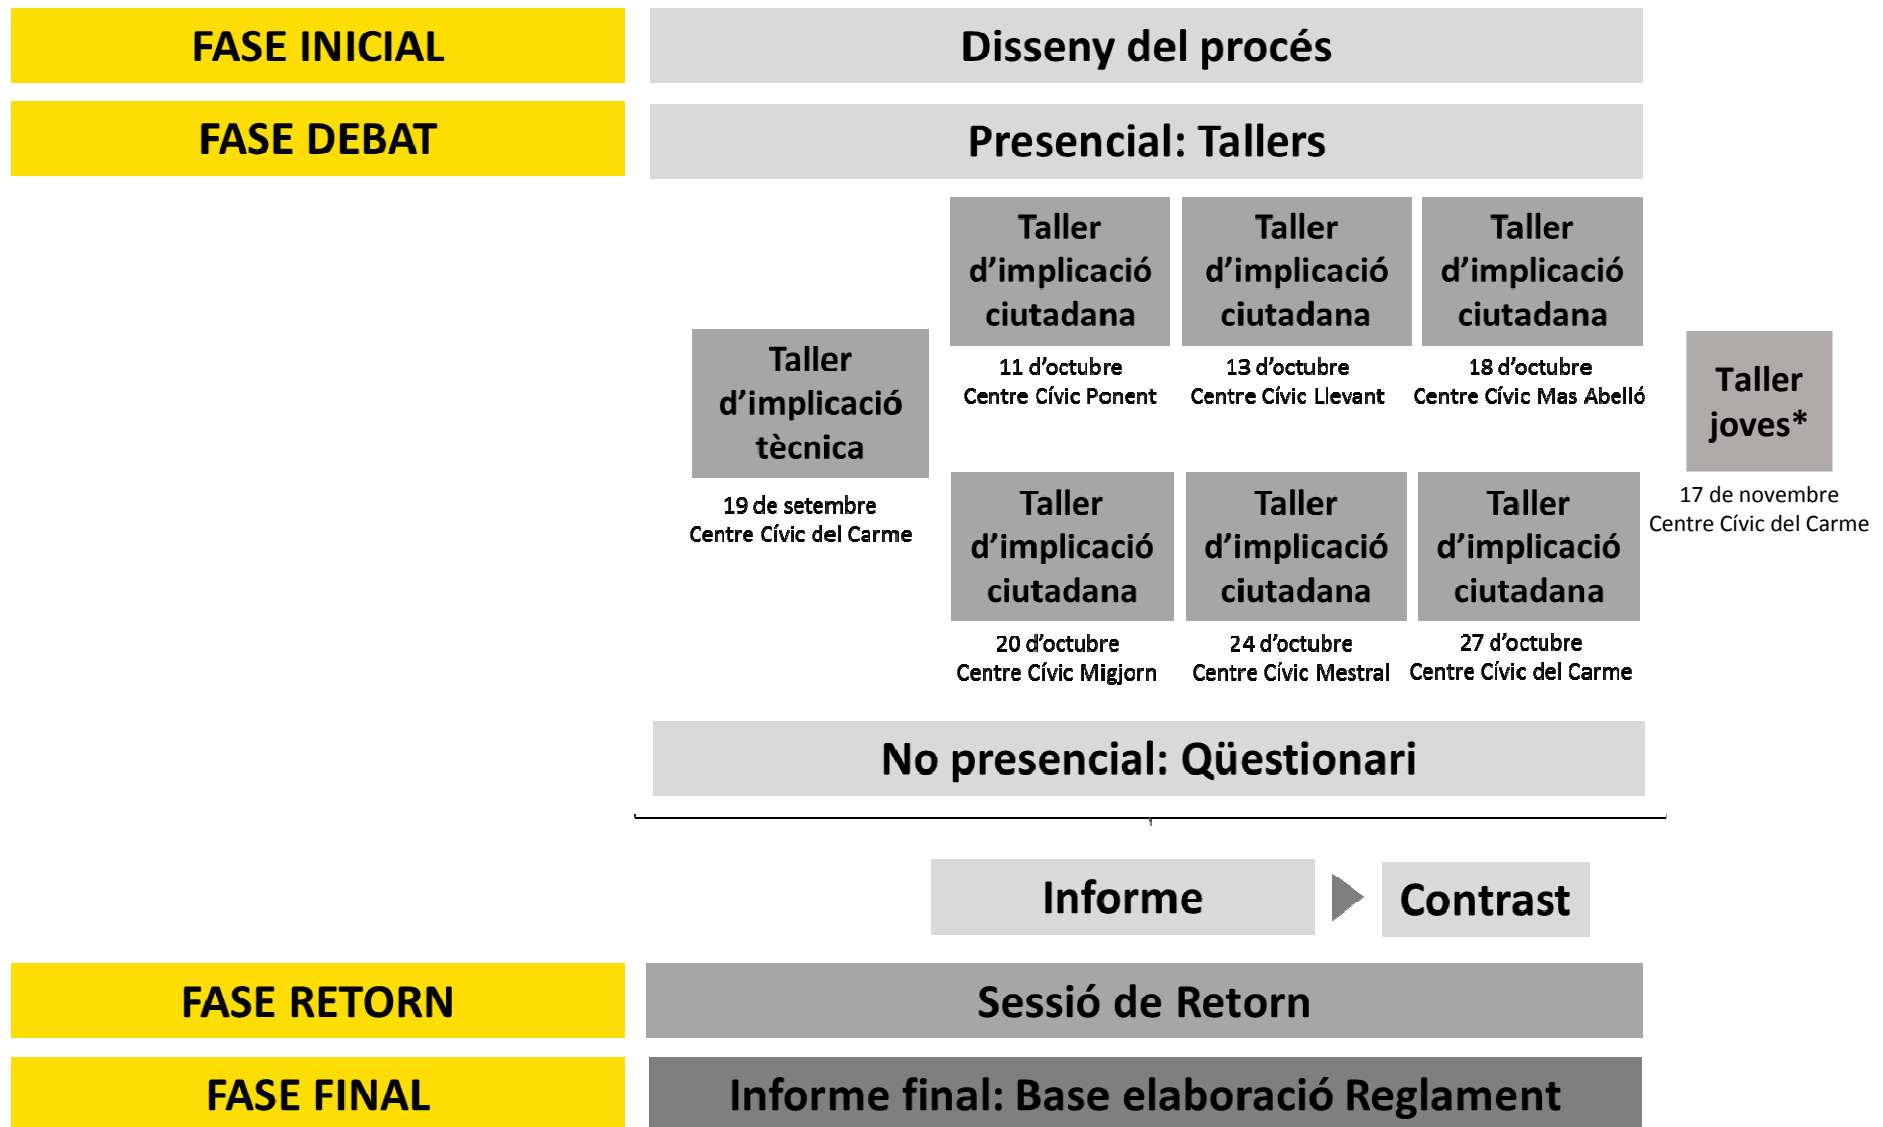 FASE INICIAL
Disseny del procés
FASE DEBAT
Presencial: Tallers
Taller
d’implicació
tècnica
19 de setembre
Centre Cívic del Carme
Taller
d’implicació
ciutadana
11 d’octubre
Centre Cívic Ponent
Taller
d’implicació
ciutadana
13 d’octubre
Centre Cívic Llevant
Taller
d’implicació
ciutadana
18 d’octubre
Centre Cívic Mas Abelló
Taller
d’implicació
ciutadana
20 d’octubre
Centre Cívic Migjorn
Taller
d’implicació
ciutadana
24 d’octubre
Centre Cívic Mestral
Taller
d’implicació
ciutadana
27 d’octubre
Centre Cívic del Carme
Taller
joves*
17 de novembre
Centre Cívic del Carme
No presencial: Qüestionari
Informe
Contrast
FASE RETORN
Sessió de Retorn
FASE FINAL
Informe final: Base elaboració Reglament